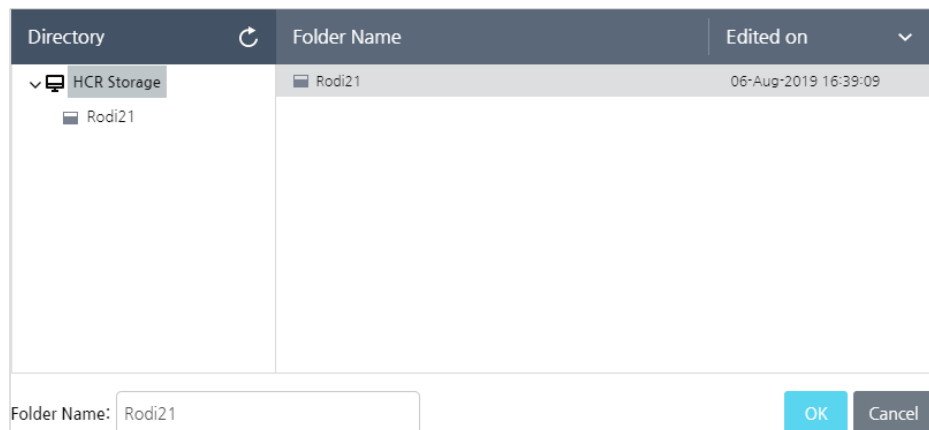 Directory Folder Name Edited on
HCR Storage Rodi21 06-Aug-2019 16:39:09
Rodi21
Folder Name: Rodi21 OK Cancel